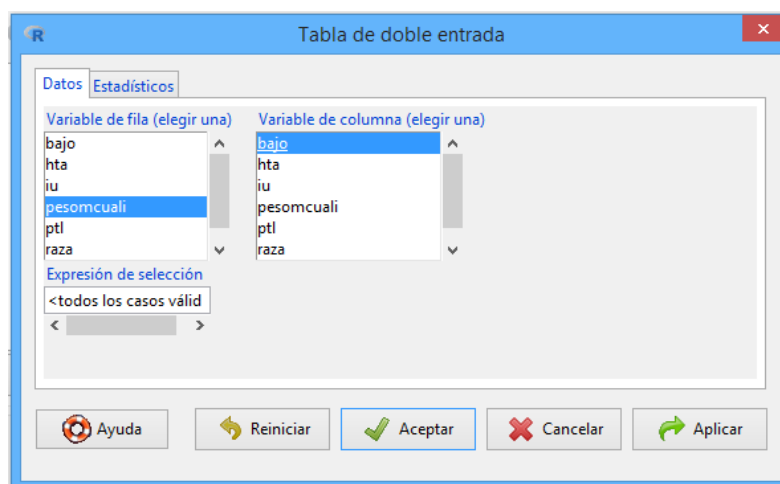 R
Tabla de doble entrada
×
Datos Estadísticos
Variable de fila (elegir una) Variable de columna (elegir una)
bajo bajo
hta hta
iu iu
pesomcuali pesomcuali
ptl ptl
raza raza
Expresión de selección
<todos los casos válid
Ayuda Reiniciar Aceptar Cancelar Aplicar